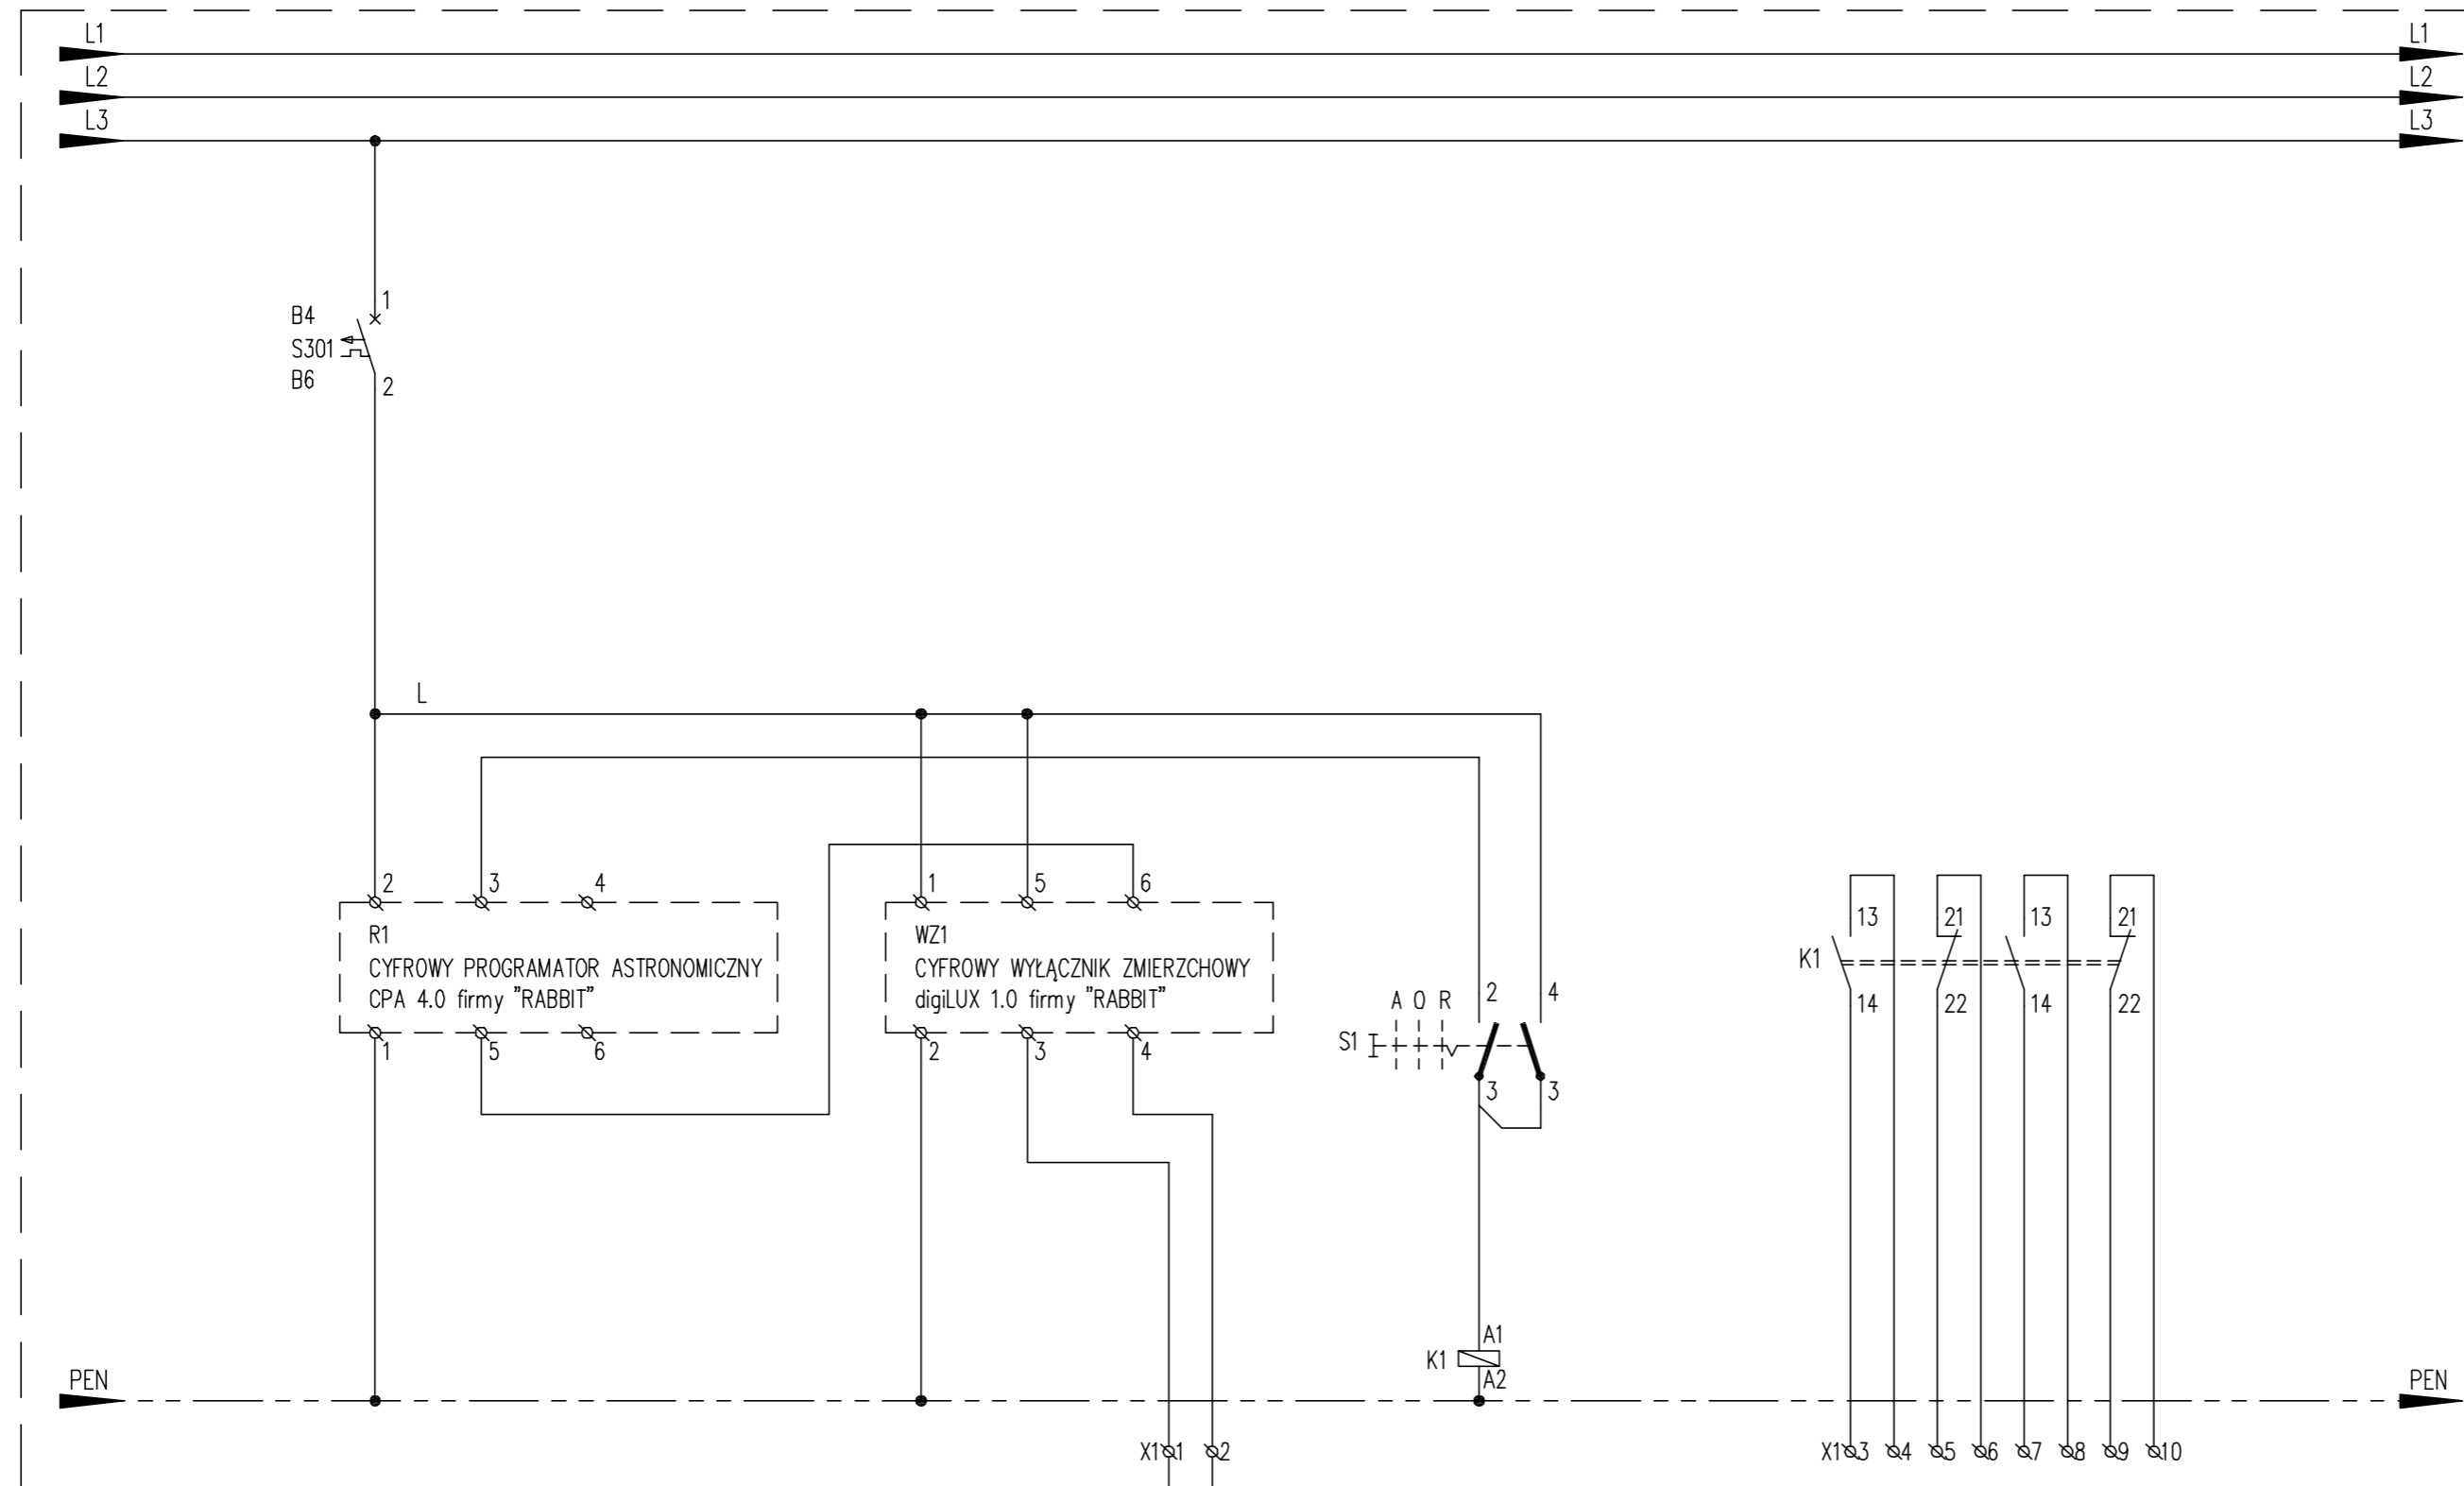 L1 L1
L2 L2
L3 L3
1
B4
S301
B6
2
L
2 3 4 1 5 6
R1
CYFROWY PROGRAMATOR ASTRONOMICZNY
CPA 4.0 firmy "RABBIT"
1 5 6
WZ1
CYFROWY WYŁĄCZNIK ZMIERZCHOWY
digiLUX 1.0 firmy "RABBIT"
2 3 4
A O R 2 4
S1
3 3
K1 A1
A2
13 21 13 21
K1
14 22 14 22
PEN PEN
X1 1 2
X1 3 4 5 6 7 8 9 10